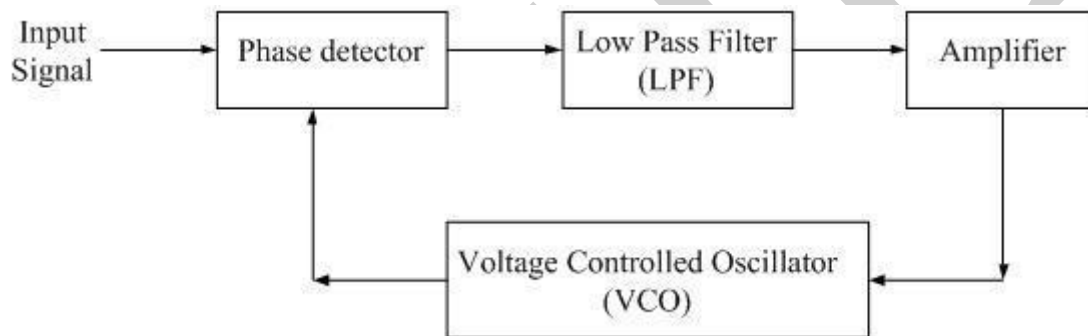 Input
Signal
Phase detector
Low Pass Filter
(LPF)
Amplifier
Voltage Controlled Oscillator
(VCO)